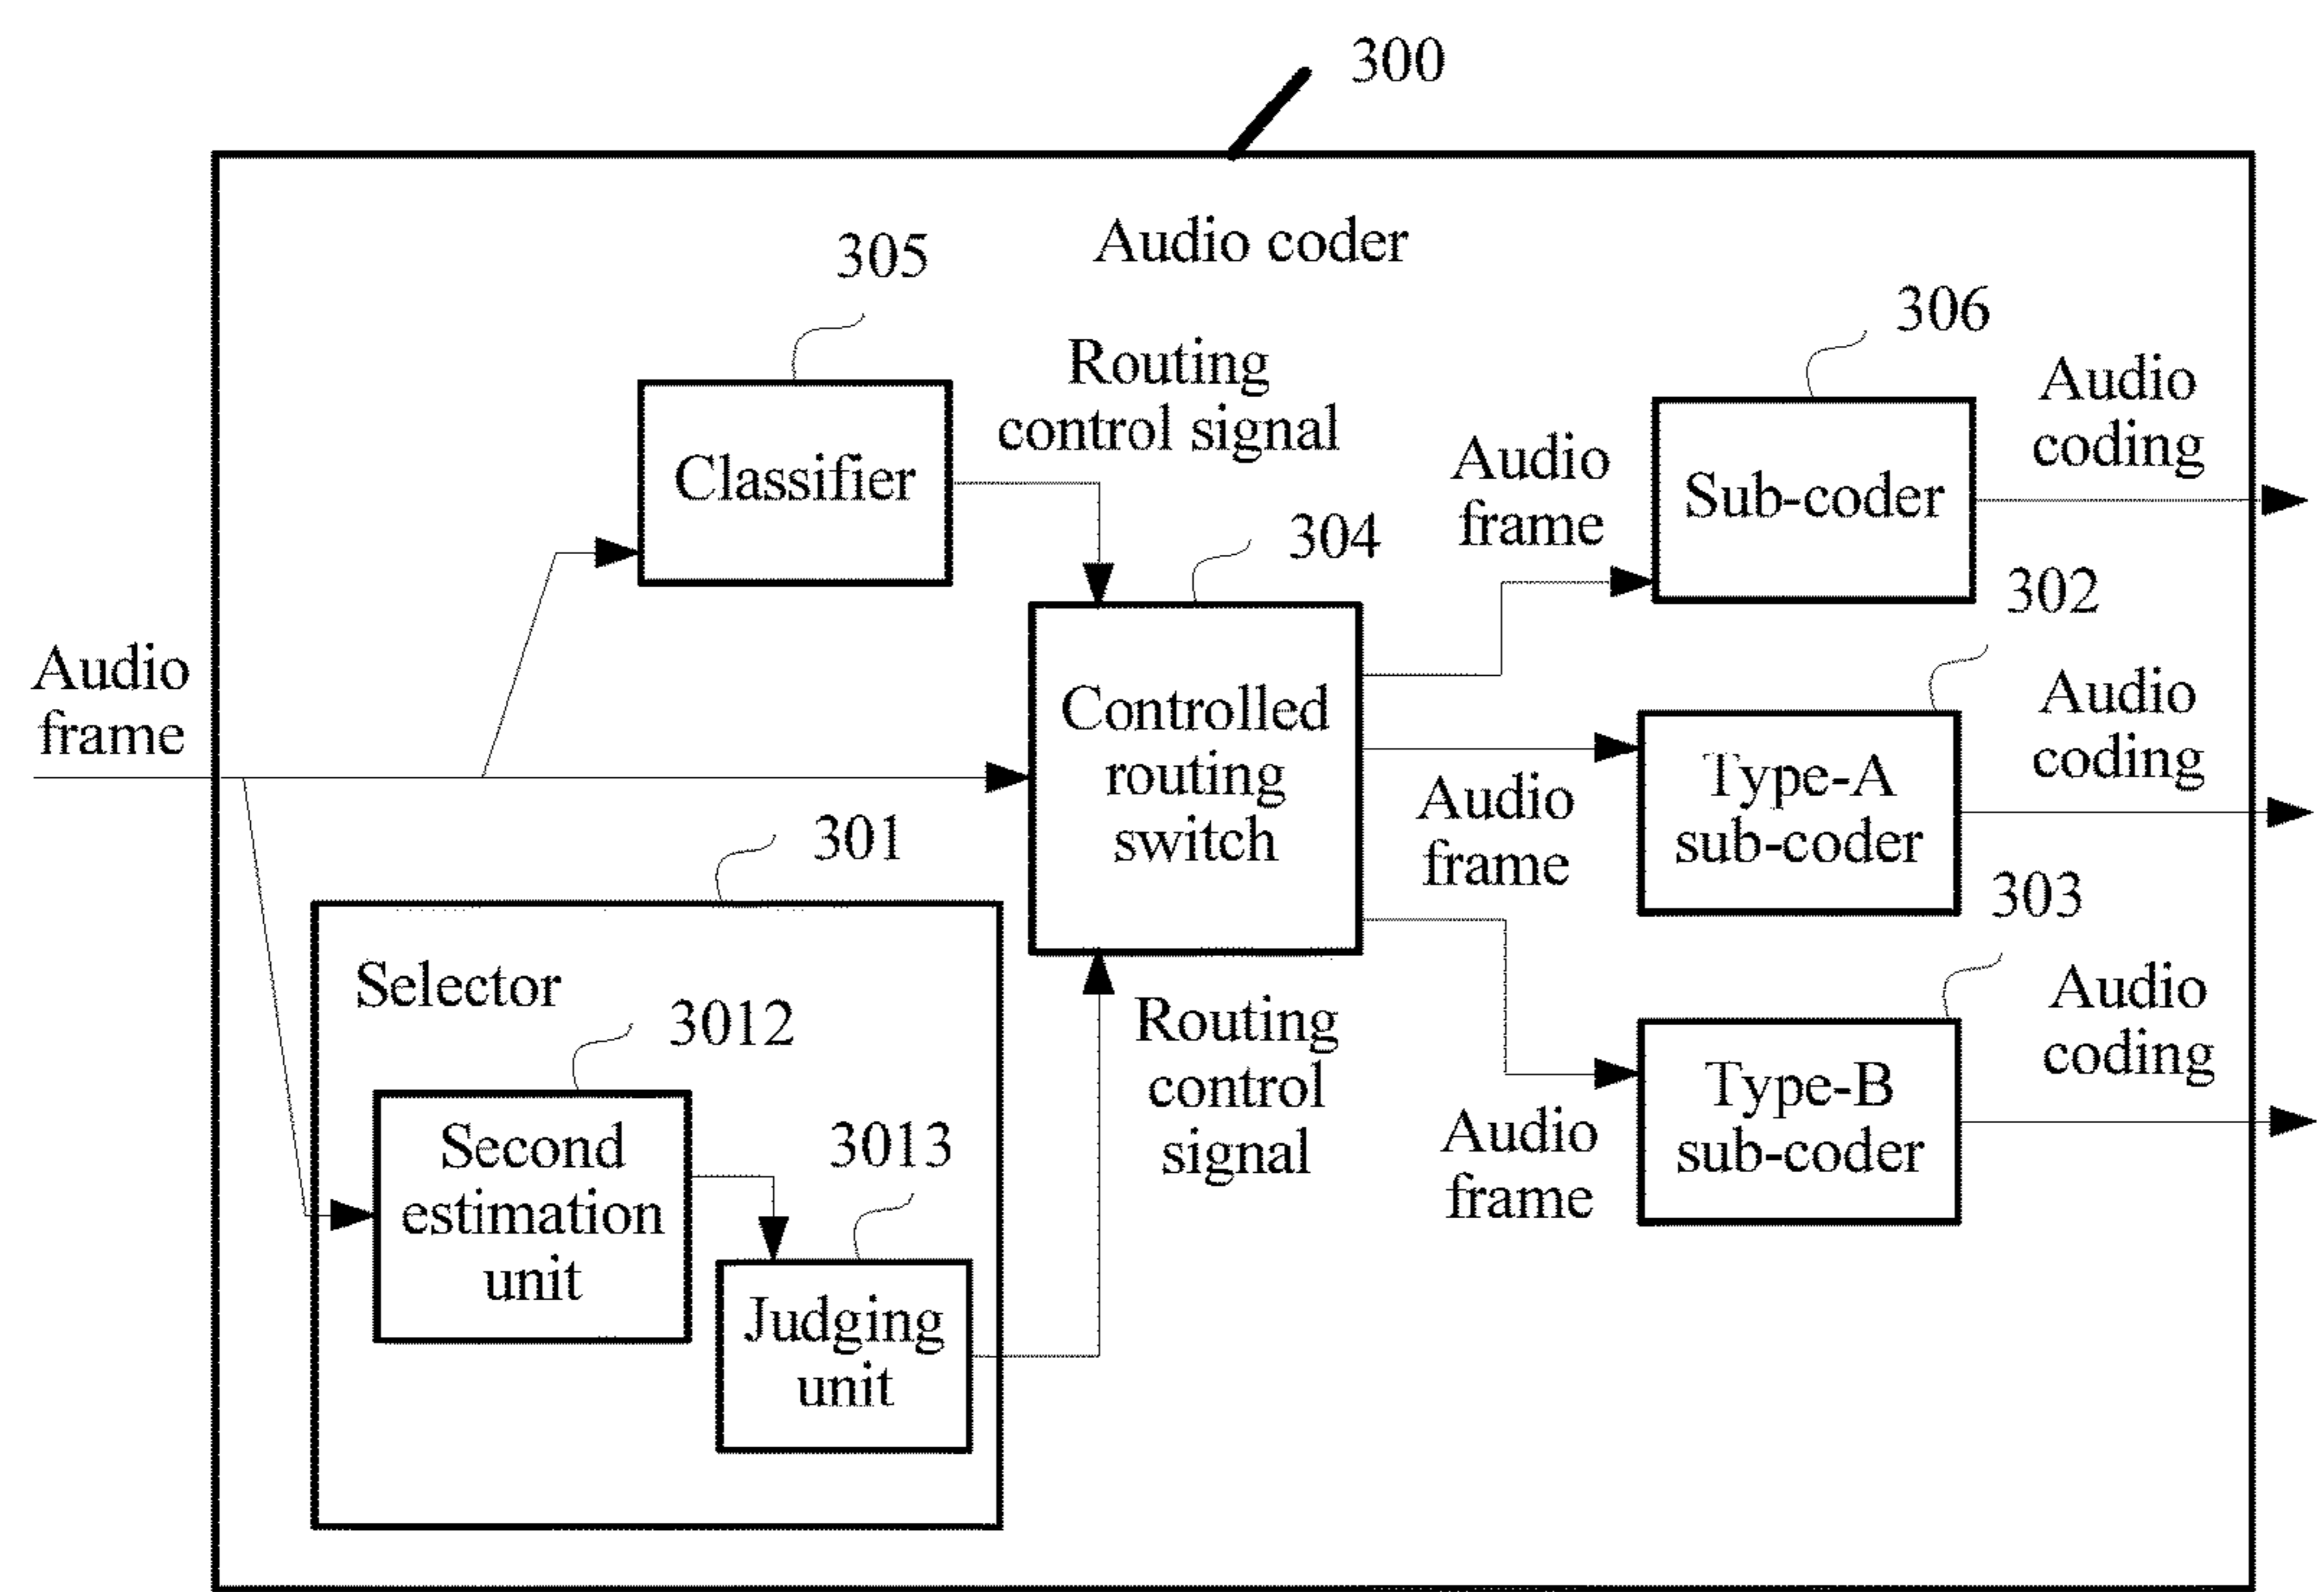 300
Audio coder
305
306
Routing
control signal
Audio
coding
Classifier
Audio
frame
Sub-coder
304
302
Audio
frame
Controlled
routing
switch
Audio
frame
Type-A
sub-coder
Audio
coding
301
303
Selector
3012
Second
estimation
unit
3013
Judging
unit
Routing
control
signal
Audio
frame
Type-B
sub-coder
Audio
coding